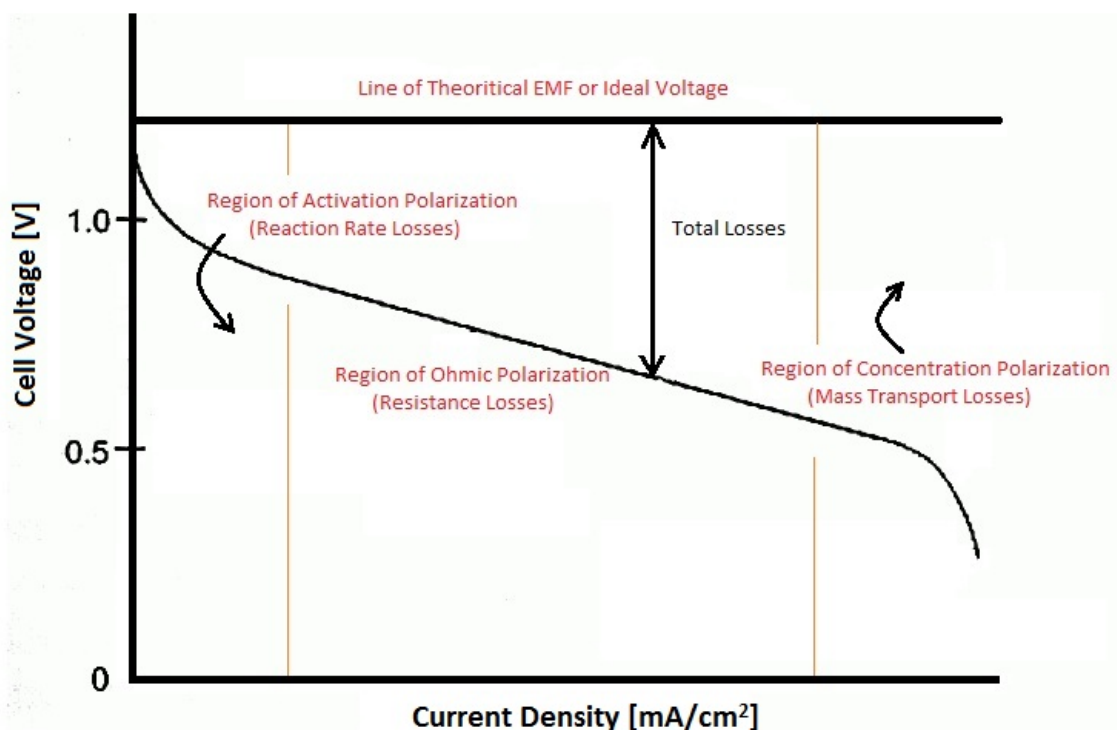 Line of Theoritical EMF or Ideal Voltage
Region of Activation Polarization
(Reaction Rate Losses)
Total Losses
Region of Ohmic Polarization
(Resistance Losses)
Region of Concentration Polarization
(Mass Transport Losses)
Cell Voltage [V]
1.0
0.5
0
Current Density [mA/cm²]